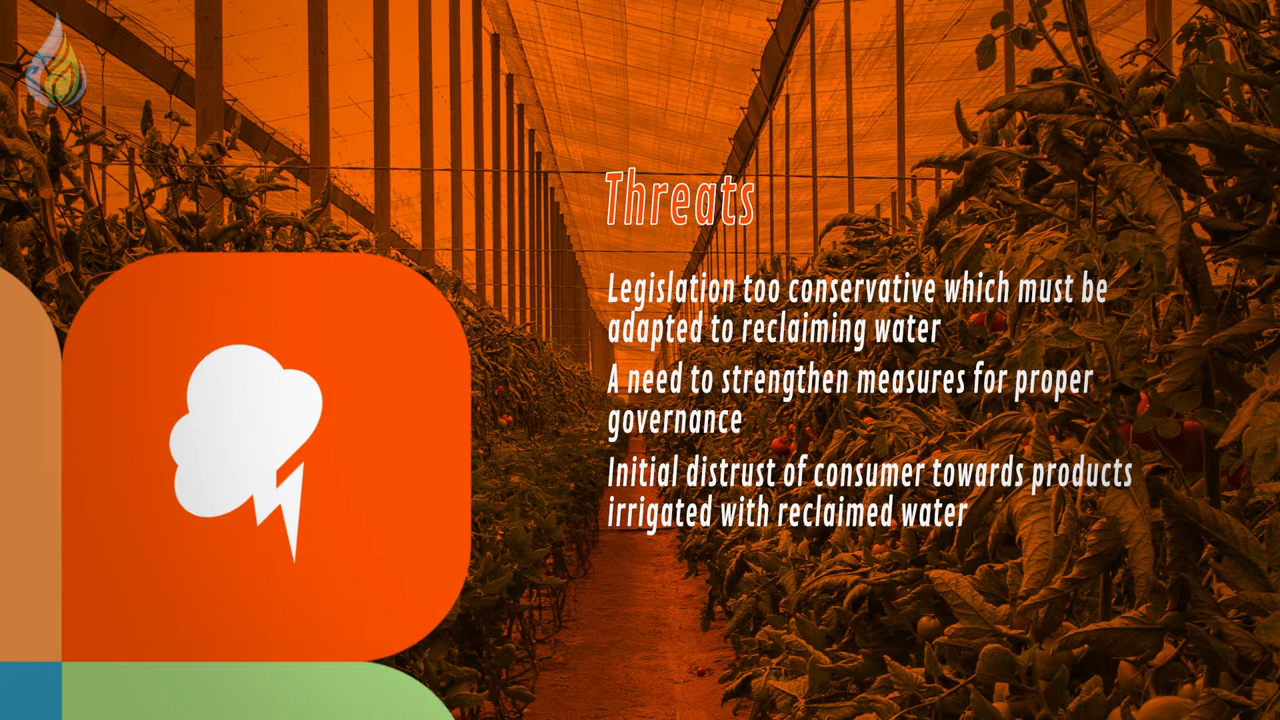 Threats
Legislation too conservative which must be
adapted to reclaiming water
A need to strengthen measures for proper
governance
Initial distrust of consumer towards products
irrigated with reclaimed water